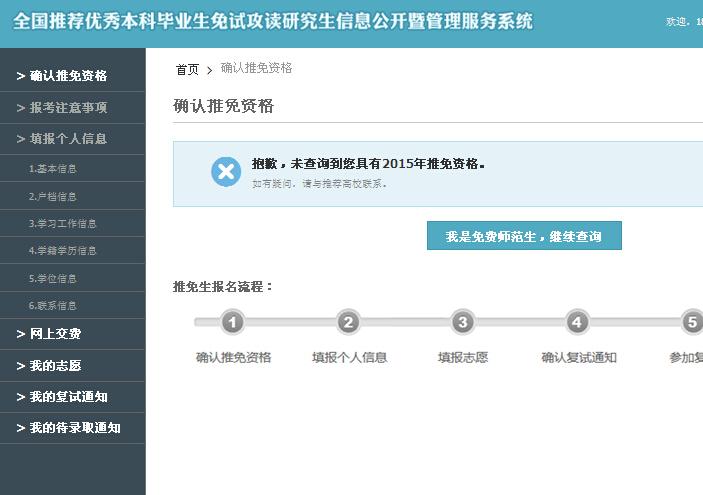 全国推荐优秀本科毕业生免试攻读研究生信息公开暨管理服务系统
欢迎，18
> 确认推免资格
> 报考注意事项
> 填报个人信息
1.基本信息
2.户档信息
3.学习工作信息
4.学籍学历信息
5.学位信息
6.联系信息
> 网上交费
> 我的志愿
> 我的复试通知
> 我的待录取通知
首页 > 确认推免资格
确认推免资格
抱歉，未查询到您具有2015年推免资格。
如有疑问，请与推荐高校联系。
我是免费师范生，继续查询
推免生报名流程：
1 2 3 4 5
确认推免资格 填报个人信息 填报志愿 确认复试通知 参加复